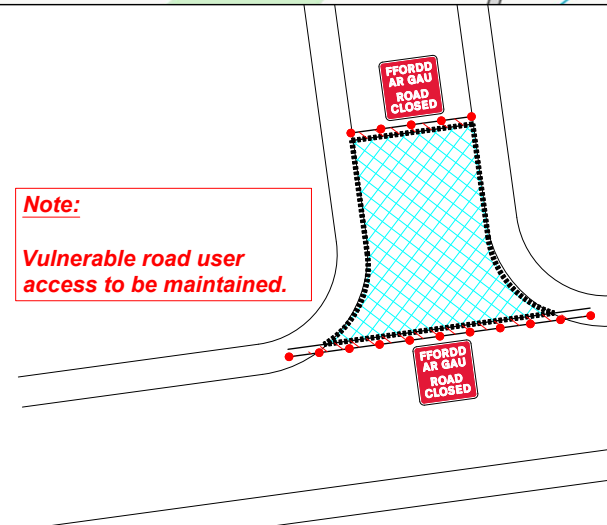 FFORDD
AR GAU
ROAD
CLOSED
Note:
Vulnerable road user
access to be maintained.
FFORDD
AR GAU
ROAD
CLOSED